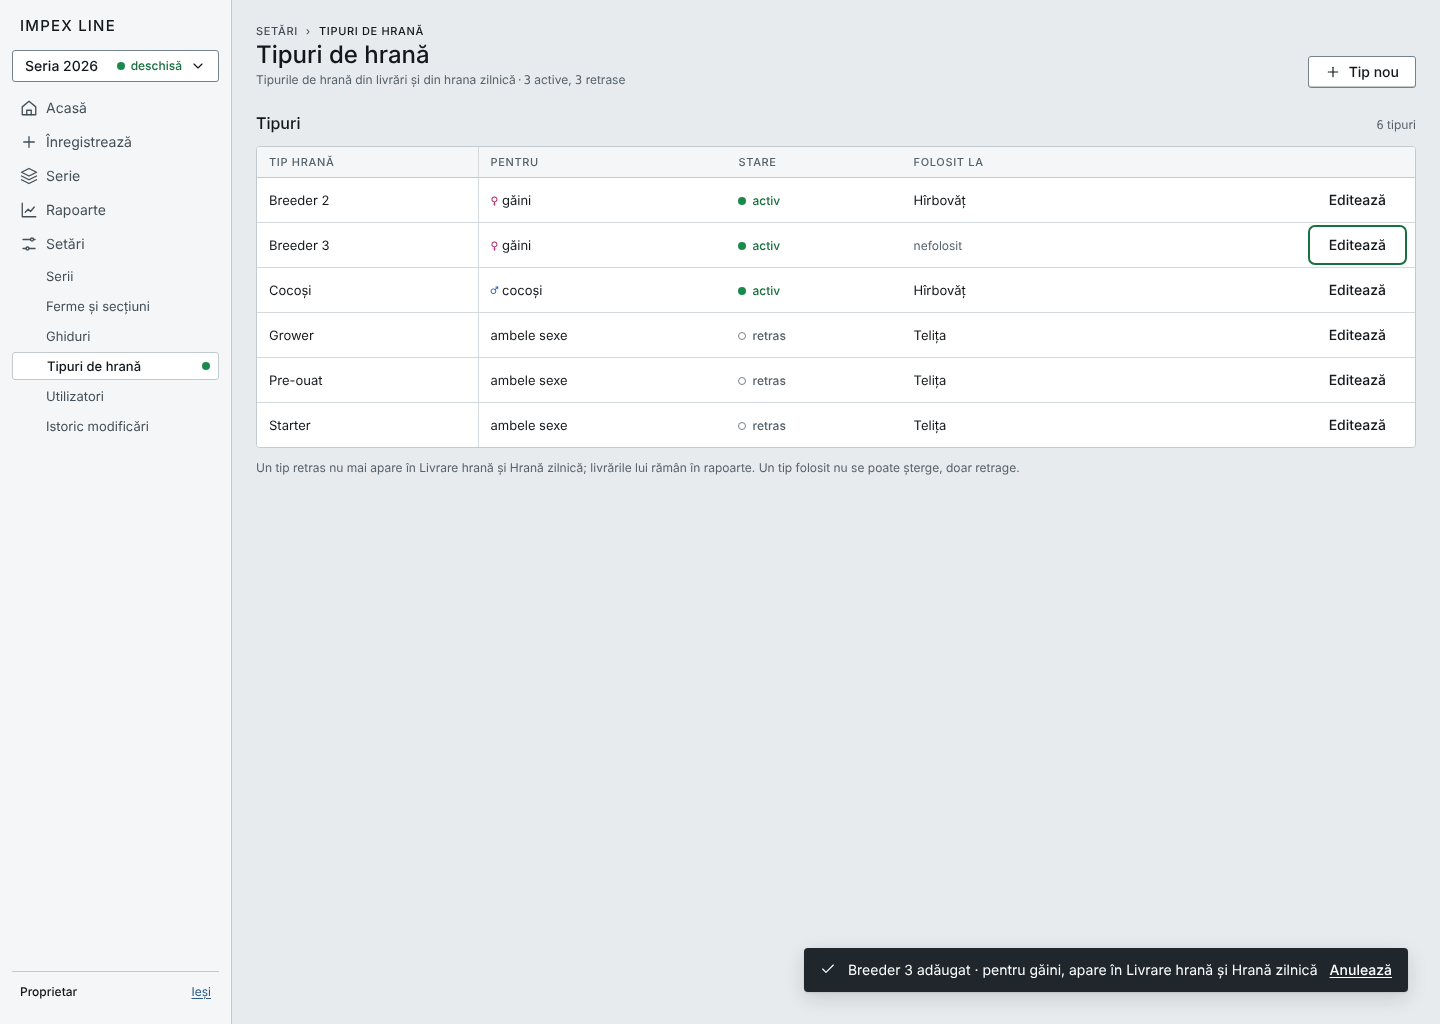 IMPEX LINE
Seria 2026 deschisă
Acasă
Înregistrează
Serie
Rapoarte
Setări
Serii
Ferme și secțiuni
Ghiduri
Tipuri de hrană
Utilizatori
Istoric modificări
Proprietar Ieși
SETĂRI › TIPURI DE HRANĂ
Tipuri de hrană
Tipurile de hrană din livrări și din hrana zilnică · 3 active, 3 retrase
Tip nou
Tipuri
6 tipuri
TIP HRANĂ PENTRU STARE FOLOSIT LA
Breeder 2 ♀ găini activ Hîrbovăț Editează
Breeder 3 ♀ găini activ nefolosit Editează
Cocoși ♂ cocoși activ Hîrbovăț Editează
Grower ambele sexe retras Telița Editează
Pre-ouat ambele sexe retras Telița Editează
Starter ambele sexe retras Telița Editează
Un tip retras nu mai apare în Livrare hrană și Hrană zilnică; livrările lui rămân în rapoarte. Un tip folosit nu se poate șterge, doar retrage.
Breeder 3 adăugat · pentru găini, apare în Livrare hrană și Hrană zilnică Anulează